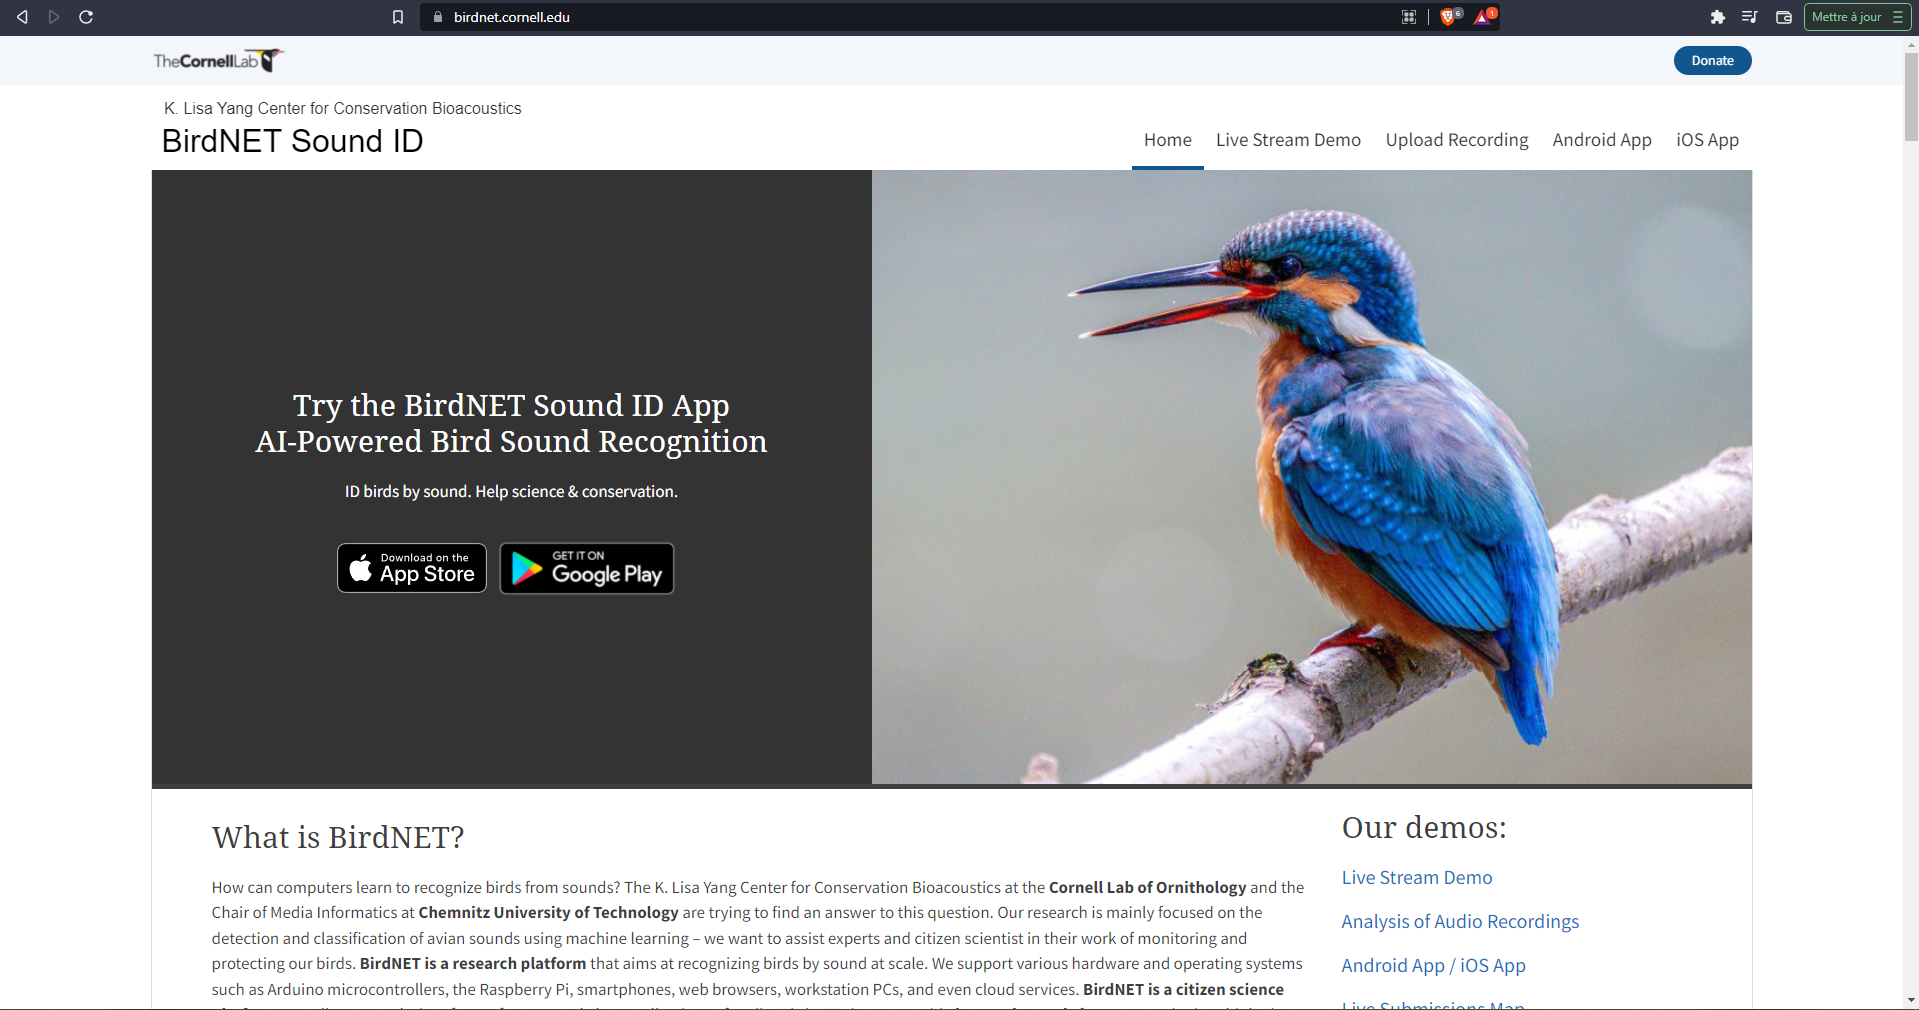 birdnet.cornell.edu
6
1
Mettre à jour
TheCornellLab
Donate
K. Lisa Yang Center for Conservation Bioacoustics
BirdNET Sound ID
Home
Live Stream Demo
Upload Recording
Android App
iOS App
Try the BirdNET Sound ID App
AI-Powered Bird Sound Recognition
ID birds by sound. Help science & conservation.
Download on the
App Store
GET IT ON
Google Play
What is BirdNET?
How can computers learn to recognize birds from sounds? The K. Lisa Yang Center for Conservation Bioacoustics at the Cornell Lab of Ornithology and the
Chair of Media Informatics at Chemnitz University of Technology are trying to find an answer to this question. Our research is mainly focused on the
detection and classification of avian sounds using machine learning – we want to assist experts and citizen scientist in their work of monitoring and
protecting our birds. BirdNET is a research platform that aims at recognizing birds by sound at scale. We support various hardware and operating systems
such as Arduino microcontrollers, the Raspberry Pi, smartphones, web browsers, workstation PCs, and even cloud services. BirdNET is a citizen science
Our demos:
Live Stream Demo
Analysis of Audio Recordings
Android App / iOS App
Live Submissions Map